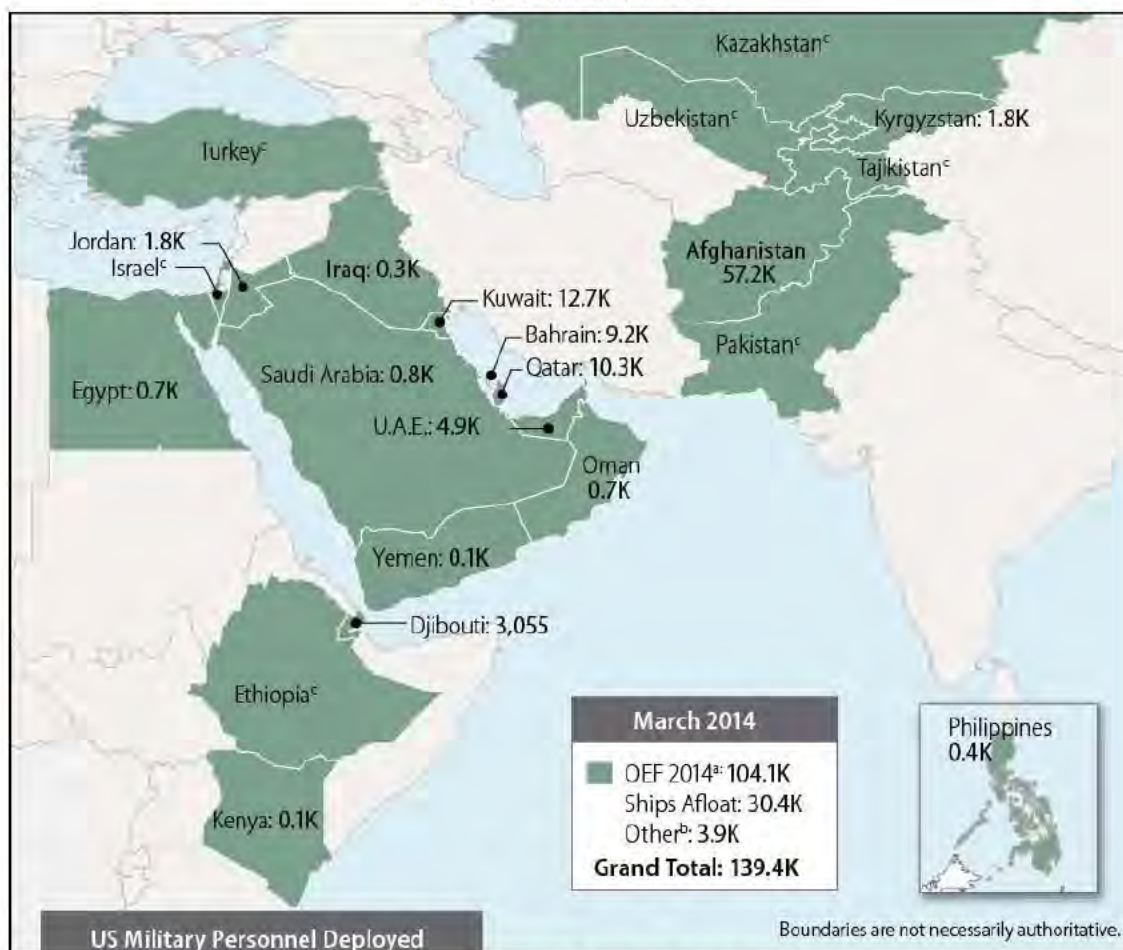 Kazakhstanᶜ
Uzbekistanᶜ
Kyrgyzstan: 1.8K
Tajikistanᶜ
Turkeyᶜ
Jordan: 1.8K
Israelᶜ
Iraq: 0.3K
Afghanistan
57.2K
Kuwait: 12.7K
Bahrain: 9.2K
Qatar: 10.3K
Pakistanᶜ
Egypt: 0.7K
Saudi Arabia: 0.8K
U.A.E.: 4.9K
Oman
0.7K
Yemen: 0.1K
Djibouti: 3,055
Ethiopiaᶜ
Kenya: 0.1K
March 2014
OEF 2014ᵃ: 104.1K
Ships Afloat: 30.4K
Otherᵇ: 3.9K
Grand Total: 139.4K
Philippines
0.4K
US Military Personnel Deployed
Boundaries are not necessarily authoritative.